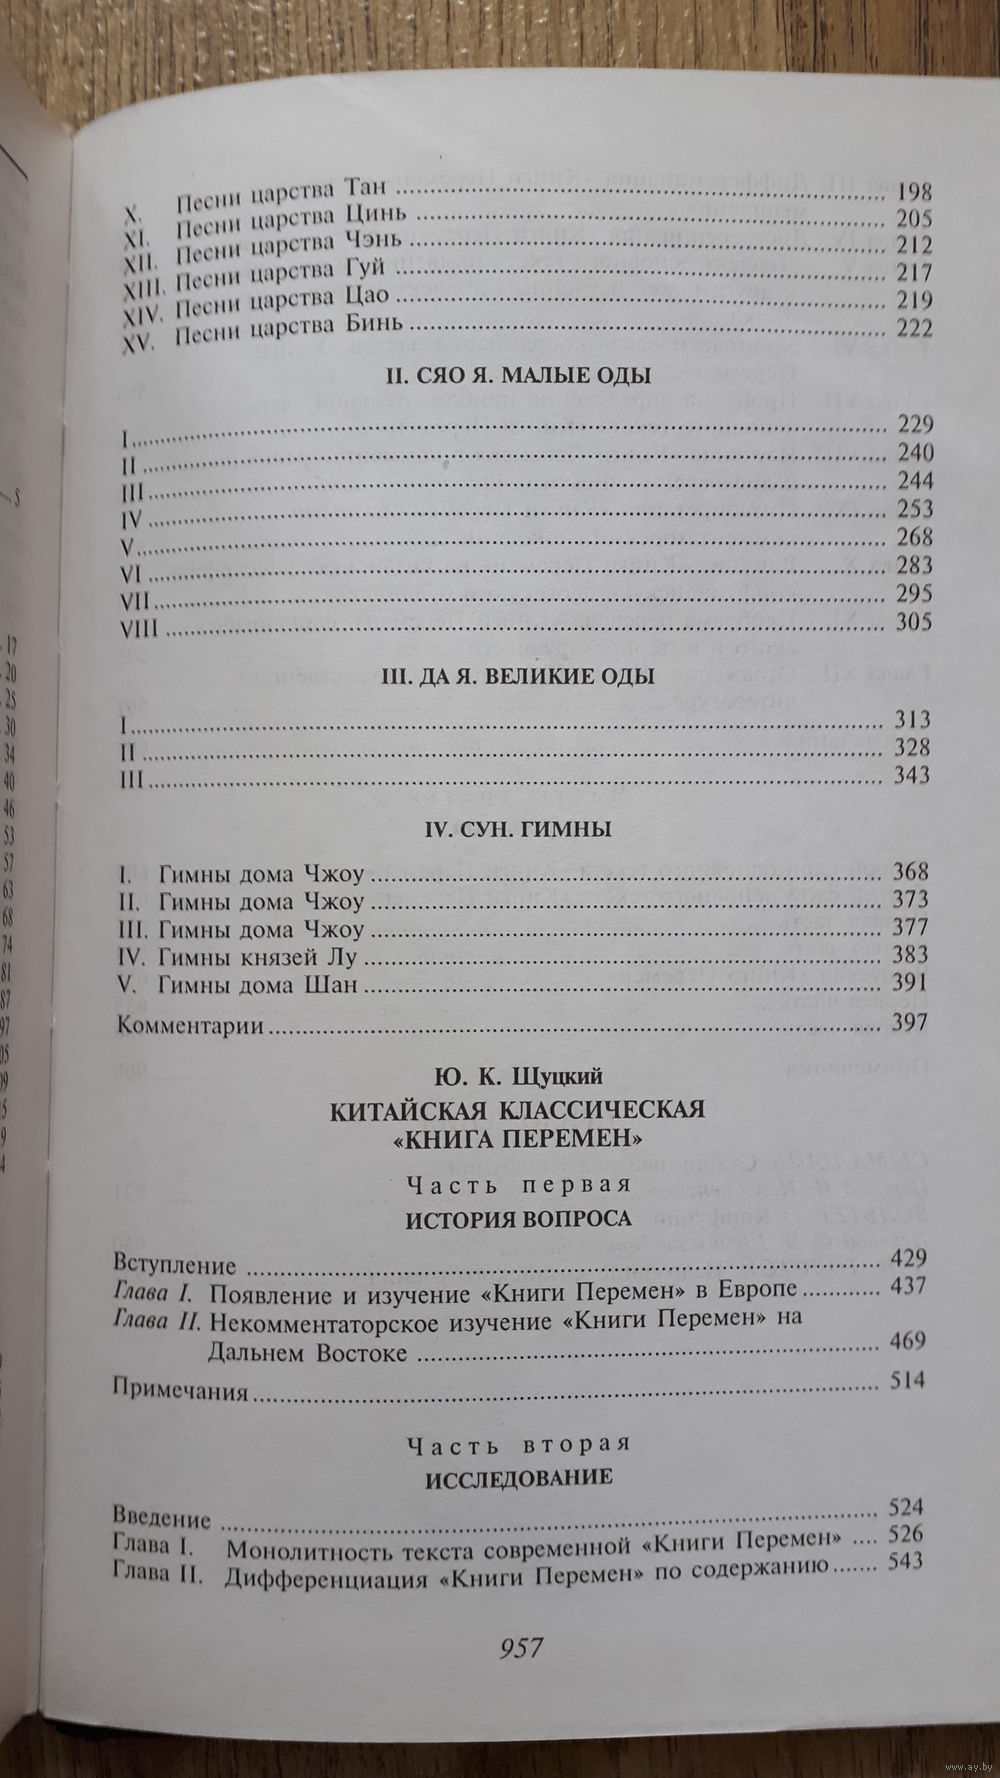 X. Песни царства Тан ........ 198
XI. Песни царства Цинь ........ 205
XII. Песни царства Чэнь ........ 212
XIII. Песни царства Гуй ........ 217
XIV. Песни царства Цао ........ 219
XV. Песни царства Бинь ........ 222
II. СЯО Я. МАЛЫЕ ОДЫ
I ........ 229
II ........ 240
III ........ 244
IV ........ 253
V ........ 268
VI ........ 283
VII ........ 295
VIII ........ 305
III. ДА Я. ВЕЛИКИЕ ОДЫ
I ........ 313
II ........ 328
III ........ 343
IV. СУН. ГИМНЫ
I. Гимны дома Чжоу ........ 368
II. Гимны дома Чжоу ........ 373
III. Гимны дома Чжоу ........ 377
IV. Гимны князей Лу ........ 383
V. Гимны дома Шан ........ 391
Комментарии ........ 397
Ю. К. Щуцкий
КИТАЙСКАЯ КЛАССИЧЕСКАЯ
«КНИГА ПЕРЕМЕН»
Часть первая
ИСТОРИЯ ВОПРОСА
Вступление ........ 429
Глава I. Появление и изучение «Книги Перемен» в Европе ........ 437
Глава II. Некомментаторское изучение «Книги Перемен» на
Дальнем Востоке ........ 469
Примечания ........ 514
Часть вторая
ИССЛЕДОВАНИЕ
Введение ........ 524
Глава I. Монолитность текста современной «Книги Перемен» .... 526
Глава II. Дифференциация «Книги Перемен» по содержанию ....... 543
957
www.ay.by